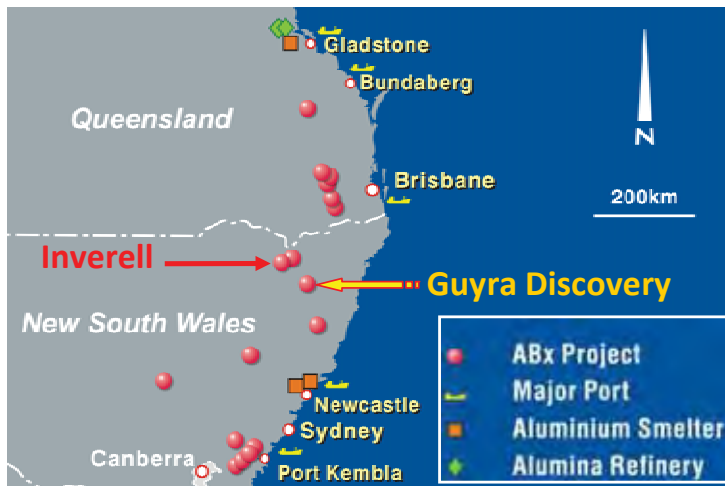 Gladstone
Bundaberg
Queensland
N
Brisbane
200km
Inverell
Guyra Discovery
New South Wales
ABx Project
Major Port
Aluminium Smelter
Alumina Refinery
Newcastle
Sydney
Canberra
Port Kembla